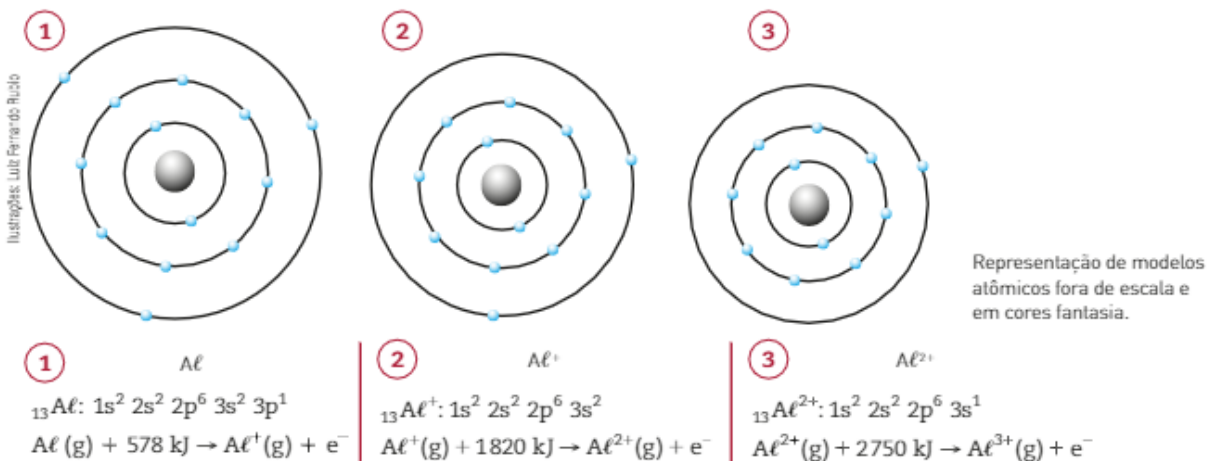 1
2
3
Ilustrações: Luiz Fernando Rubio
Representação de modelos
atômicos fora de escala e
em cores fantasia.
1
Aℓ
₁₃Aℓ: 1s² 2s² 2p⁶ 3s² 3p¹
Aℓ (g) + 578 kJ → Aℓ⁺(g) + e⁻
2
Aℓ⁺
₁₃Aℓ⁺: 1s² 2s² 2p⁶ 3s²
Aℓ⁺(g) + 1820 kJ → Aℓ²⁺(g) + e⁻
3
Aℓ²⁺
₁₃Aℓ²⁺: 1s² 2s² 2p⁶ 3s¹
Aℓ²⁺(g) + 2750 kJ → Aℓ³⁺(g) + e⁻